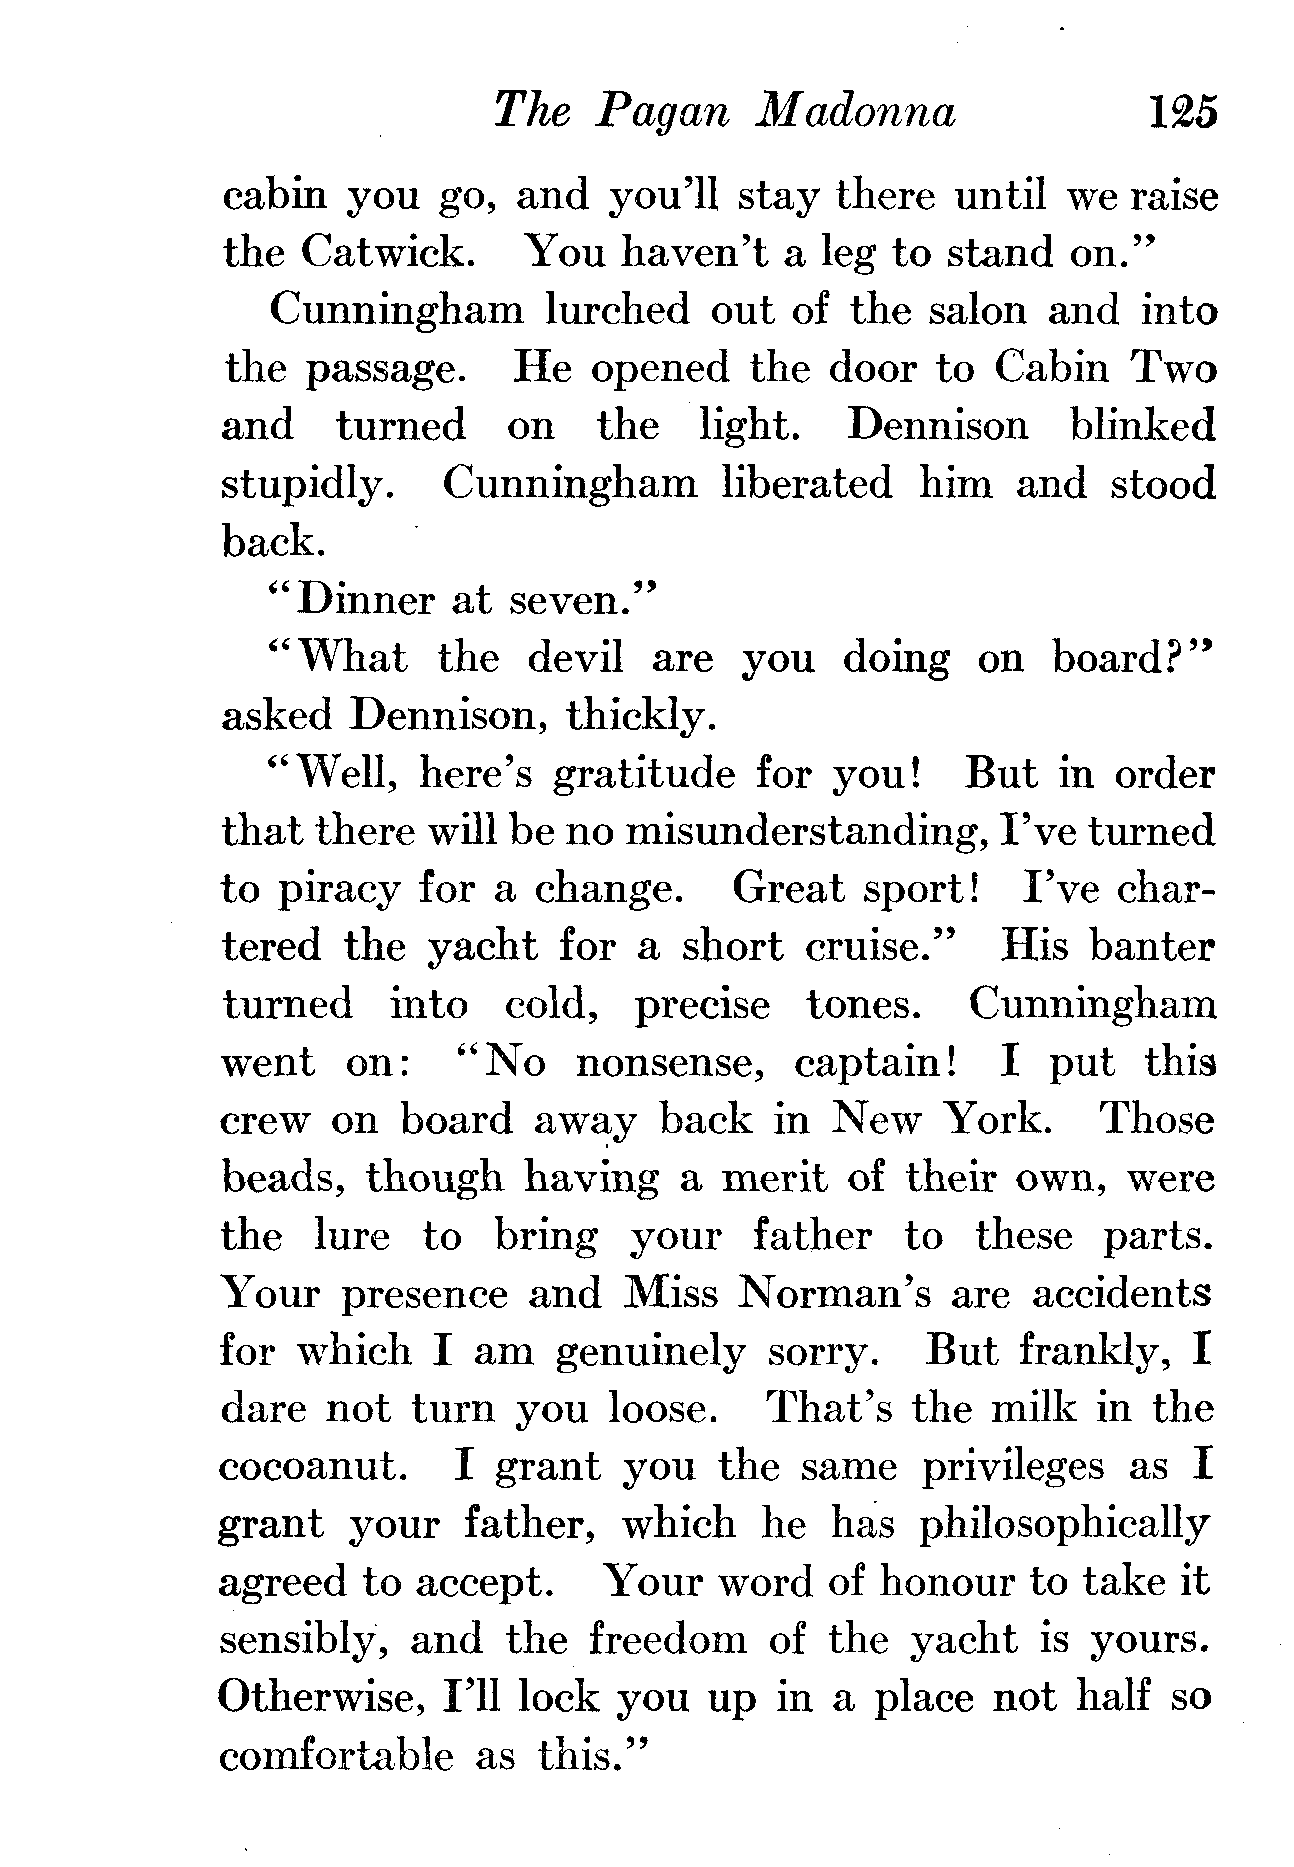 The Pagan Madonna 125
cabin you go, and you'll stay there until we raise
the Catwick. You haven't a leg to stand on."
Cunningham lurched out of the salon and into
the passage. He opened the door to Cabin Two
and turned on the light. Dennison blinked
stupidly. Cunningham liberated him and stood
back.
"Dinner at seven."
"What the devil are you doing on board?"
asked Dennison, thickly.
"Well, here's gratitude for you! But in order
that there will be no misunderstanding, I've turned
to piracy for a change. Great sport! I've char-
tered the yacht for a short cruise." His banter
turned into cold, precise tones. Cunningham
went on: "No nonsense, captain! I put this
crew on board away back in New York. Those
beads, though having a merit of their own, were
the lure to bring your father to these parts.
Your presence and Miss Norman's are accidents
for which I am genuinely sorry. But frankly, I
dare not turn you loose. That's the milk in the
cocoanut. I grant you the same privileges as I
grant your father, which he has philosophically
agreed to accept. Your word of honour to take it
sensibly, and the freedom of the yacht is yours.
Otherwise, I'll lock you up in a place not half so
comfortable as this."